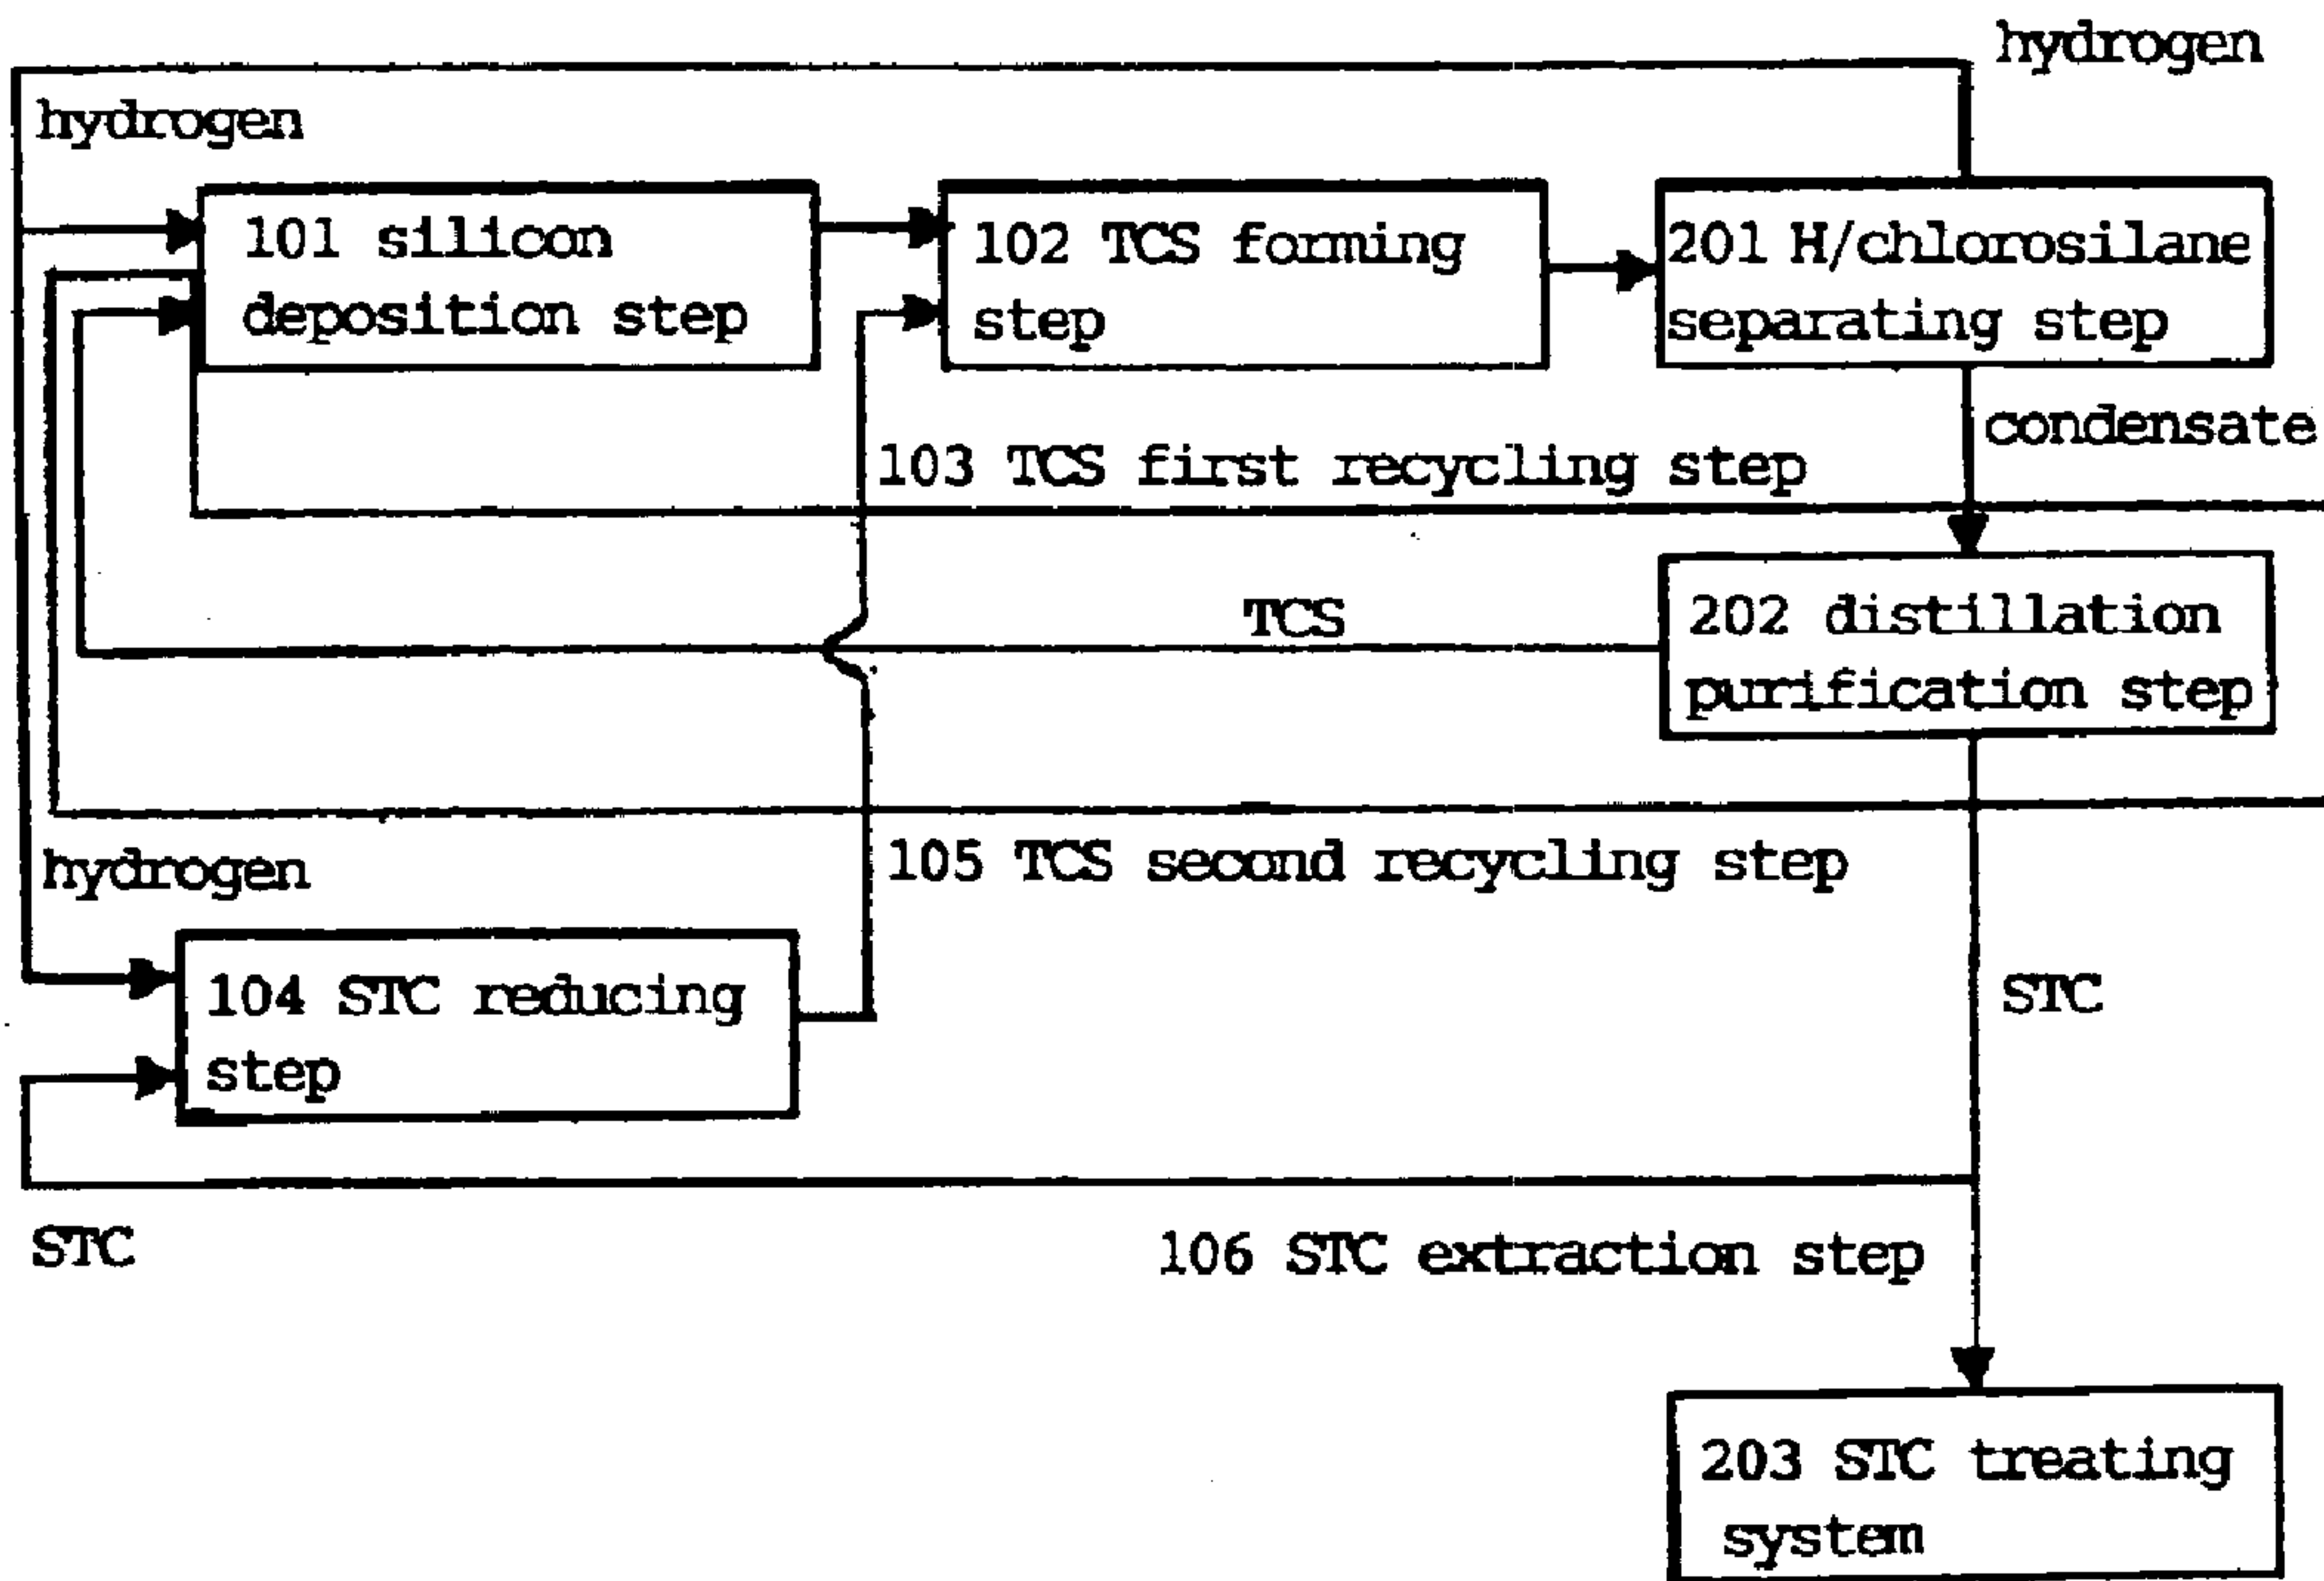 hydrogen
hydrogen
101 silicon
deposition step
102 TCS forming
step
201 H/chlorosilane
separating step
condensate
103 TCS first recycling step
TCS
202 distillation
purification step
105 TCS second recycling step
hydrogen
104 STC reducing
step
STC
STC
106 STC extraction step
203 STC treating
system